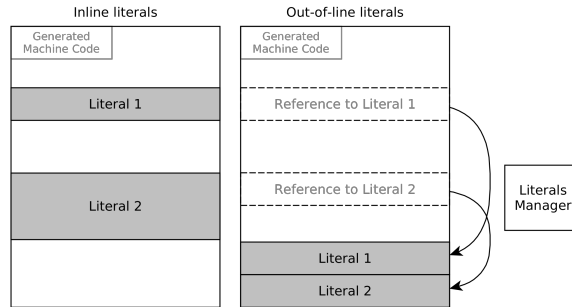 Inline literals
Generated
Machine Code
Literal 1
Literal 2
Out-of-line literals
Generated
Machine Code
Reference to Literal 1
Reference to Literal 2
Literal 1
Literal 2
Literals
Manager